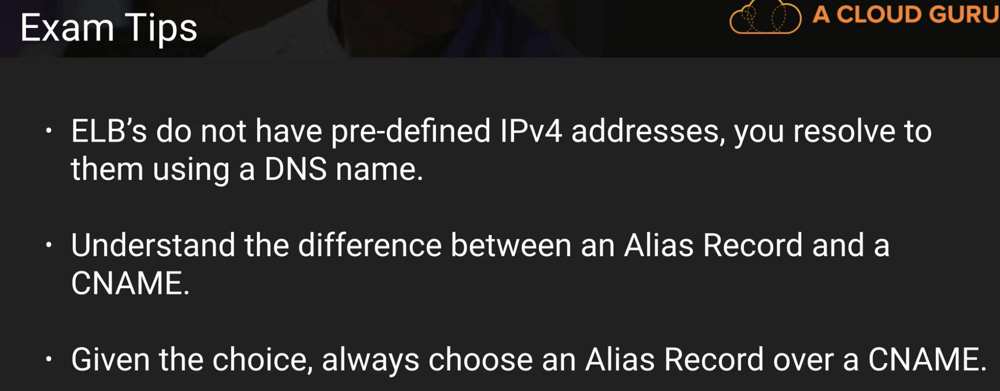 Exam Tips
A CLOUD GURU
· ELB’s do not have pre-defined IPv4 addresses, you resolve to
them using a DNS name.
· Understand the difference between an Alias Record and a
CNAME.
· Given the choice, always choose an Alias Record over a CNAME.